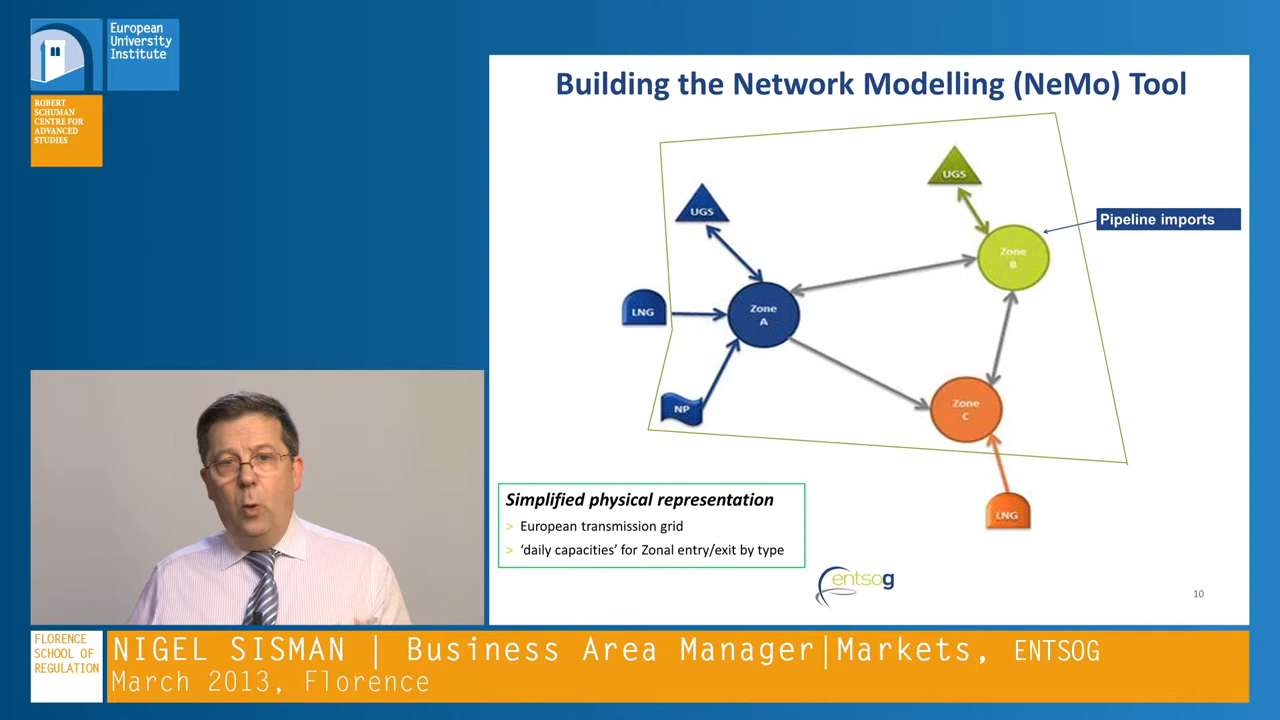 European
University
Institute
ROBERT
SCHUMAN
CENTRE FOR
ADVANCED
STUDIES
Building the Network Modelling (NeMo) Tool
UGS
UGS
Pipeline imports
Zone
B
LNG
Zone
A
NP
Zone
C
LNG
Simplified physical representation
> European transmission grid
> ‘daily capacities’ for Zonal entry/exit by type
entsog
10
FLORENCE
SCHOOL OF
REGULATION
NIGEL SISMAN | Business Area Manager|Markets, ENTSOG
March 2013, Florence